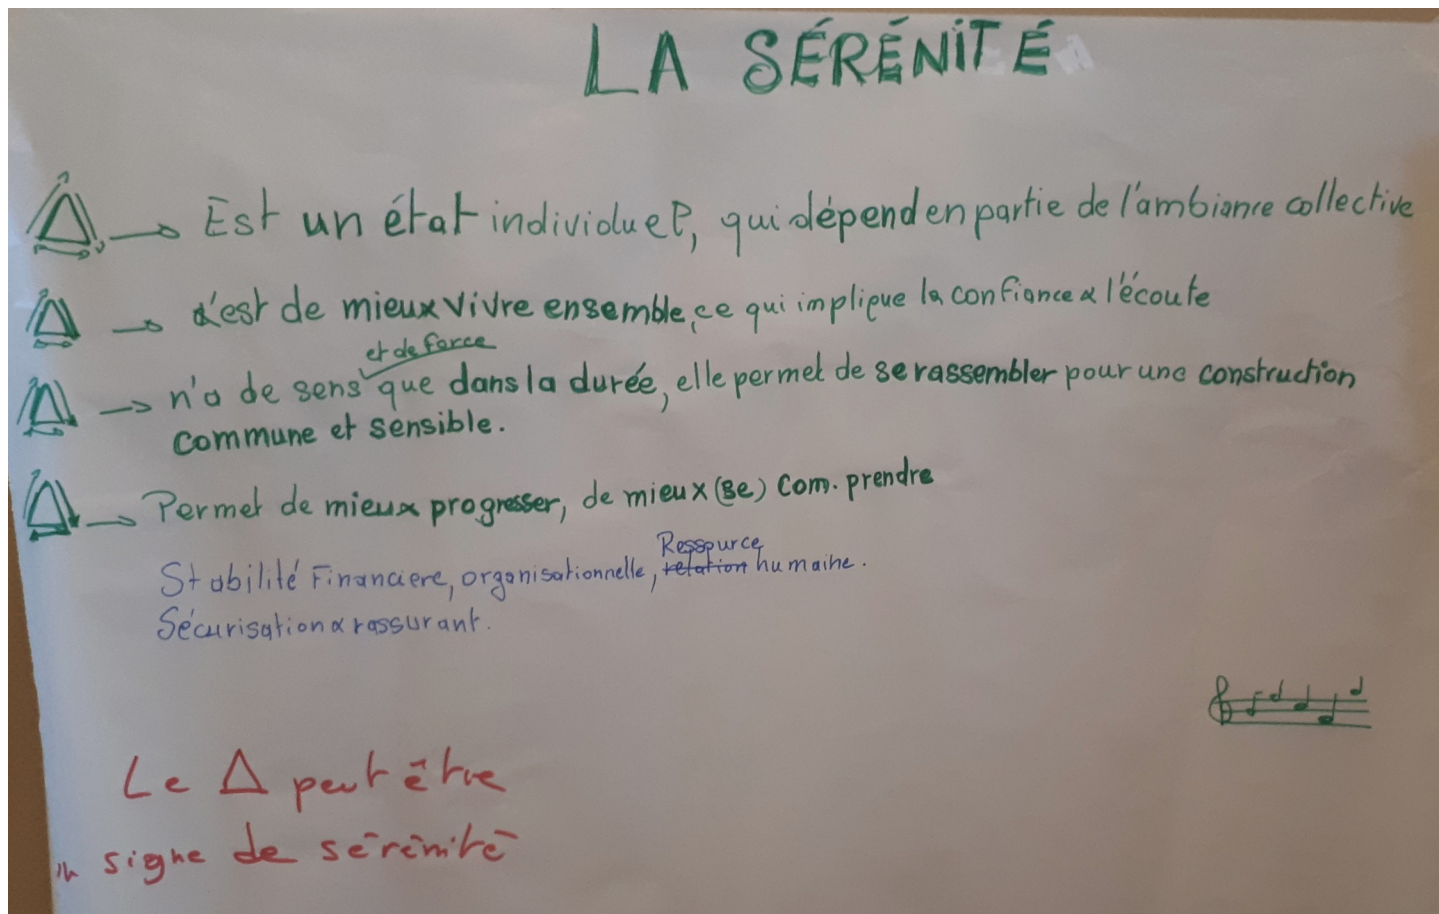 LA SÉRÉNITÉ
Est un état individuel, qui dépend en partie de l'ambiance collective
c'est de mieux vivre ensemble, ce qui implique la confiance & l'écoute
et de force
n'a de sens que dans la durée, elle permet de se rassembler pour une construction
commune et sensible.
Permet de mieux progresser, de mieux (se) com.prendre
Ressource
Stabilité Financiere, organisationnelle, relation humaine.
Sécurisation & rassurant.
Le Δ peut être
un signe de sérénité